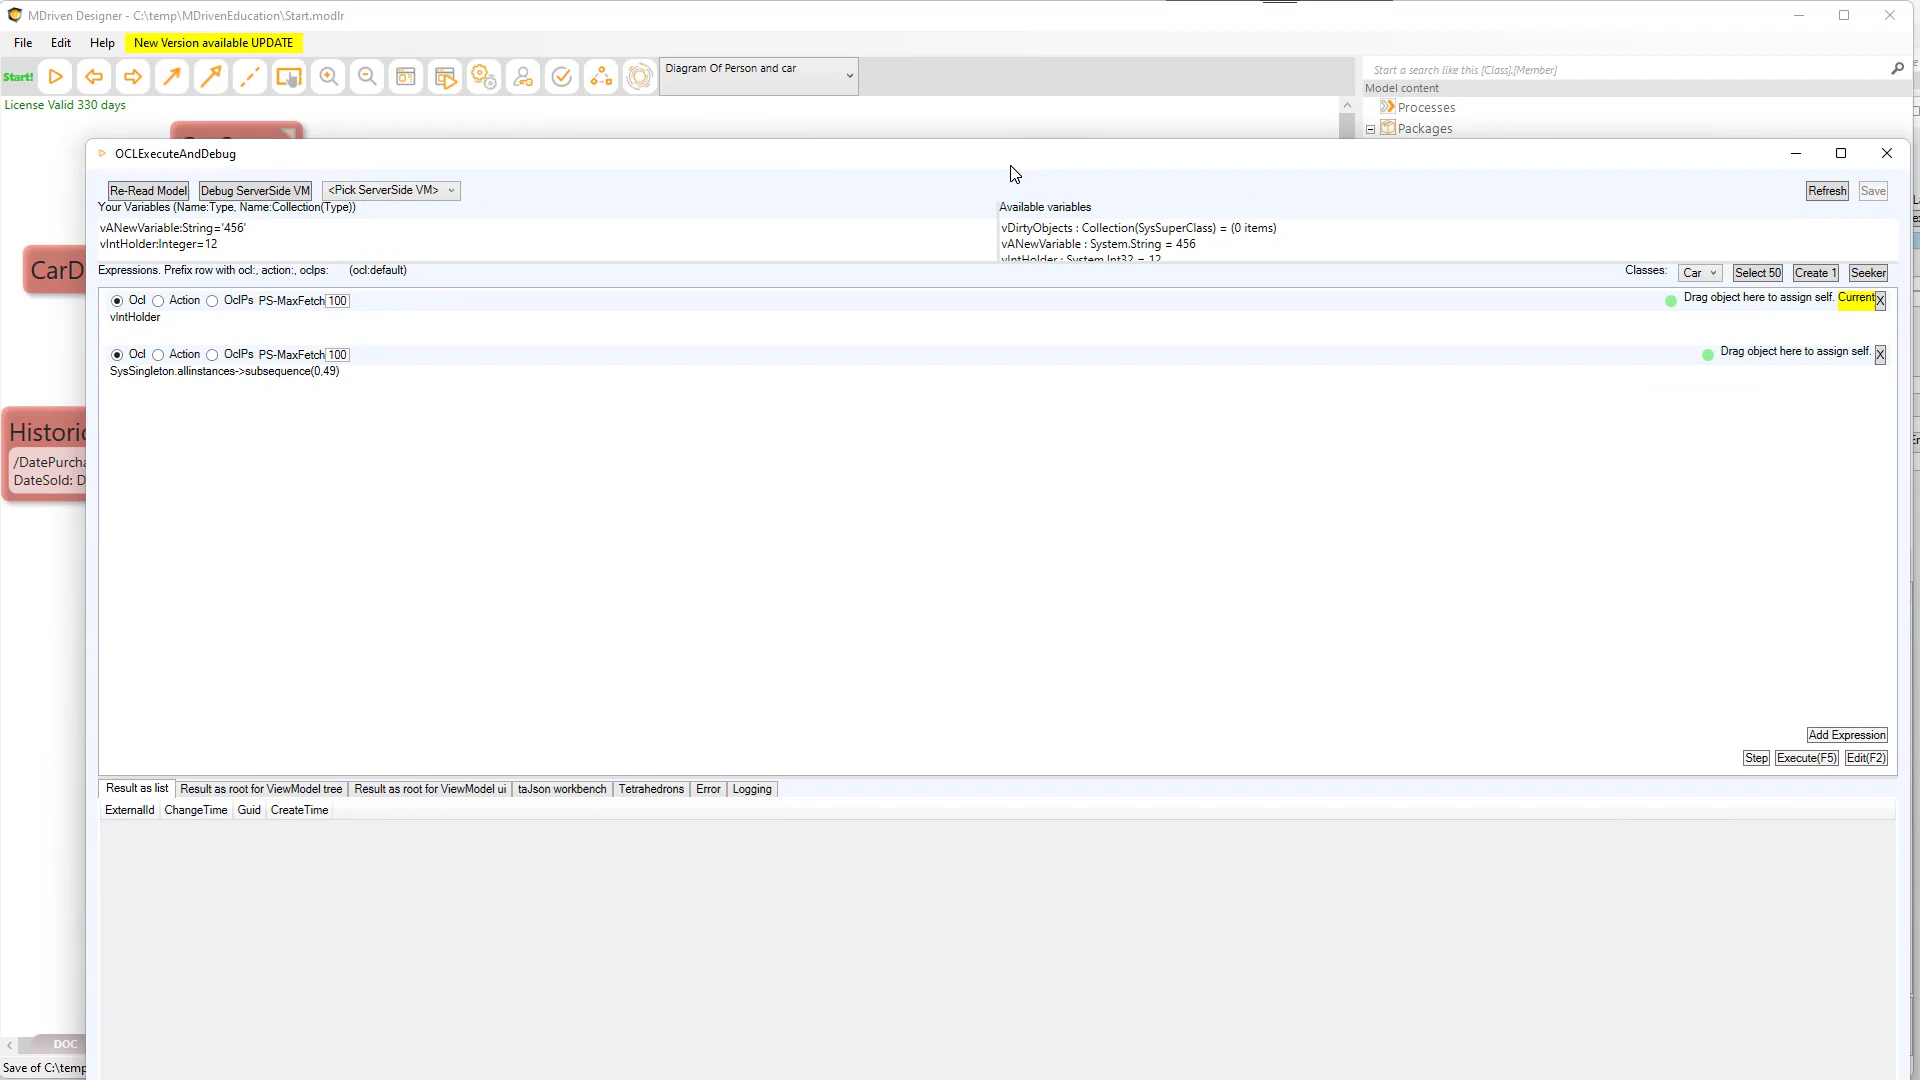 MDriven Designer - C:\temp\MDrivenEducation\Start.modlr
File Edit Help New Version available UPDATE
Start!
Diagram Of Person and car
Start a search like this [Class],[Member]
License Valid 330 days
Model content
Processes
Packages
OCLExecuteAndDebug
Re-Read Model Debug ServerSide VM <Pick ServerSide VM> Refresh Save
Your Variables (Name:Type, Name:Collection(Type)) Available variables
vANewVariable:String='456'
vIntHolder:Integer=12
vDirtyObjects : Collection(SysSuperClass) = (0 items)
vANewVariable : System.String = 456
vIntHolder : System.Int32 = 12
Expressions. Prefix row with ocl:, action:, oclps: (ocl:default) Classes: Car Select 50 Create 1 Seeker
Ocl Action OclPs PS-MaxFetch 100 Drag object here to assign self. Current X
vIntHolder
Ocl Action OclPs PS-MaxFetch 100 Drag object here to assign self. X
SysSingleton.allinstances->subsequence(0,49)
CarD
Historic
/DatePurcha
DateSold: D
Add Expression
Step Execute(F5) Edit(F2)
Result as list Result as root for ViewModel tree Result as root for ViewModel ui taJson workbench Tetrahedrons Error Logging
ExternalId ChangeTime Guid CreateTime
DOC
Save of C:\temp